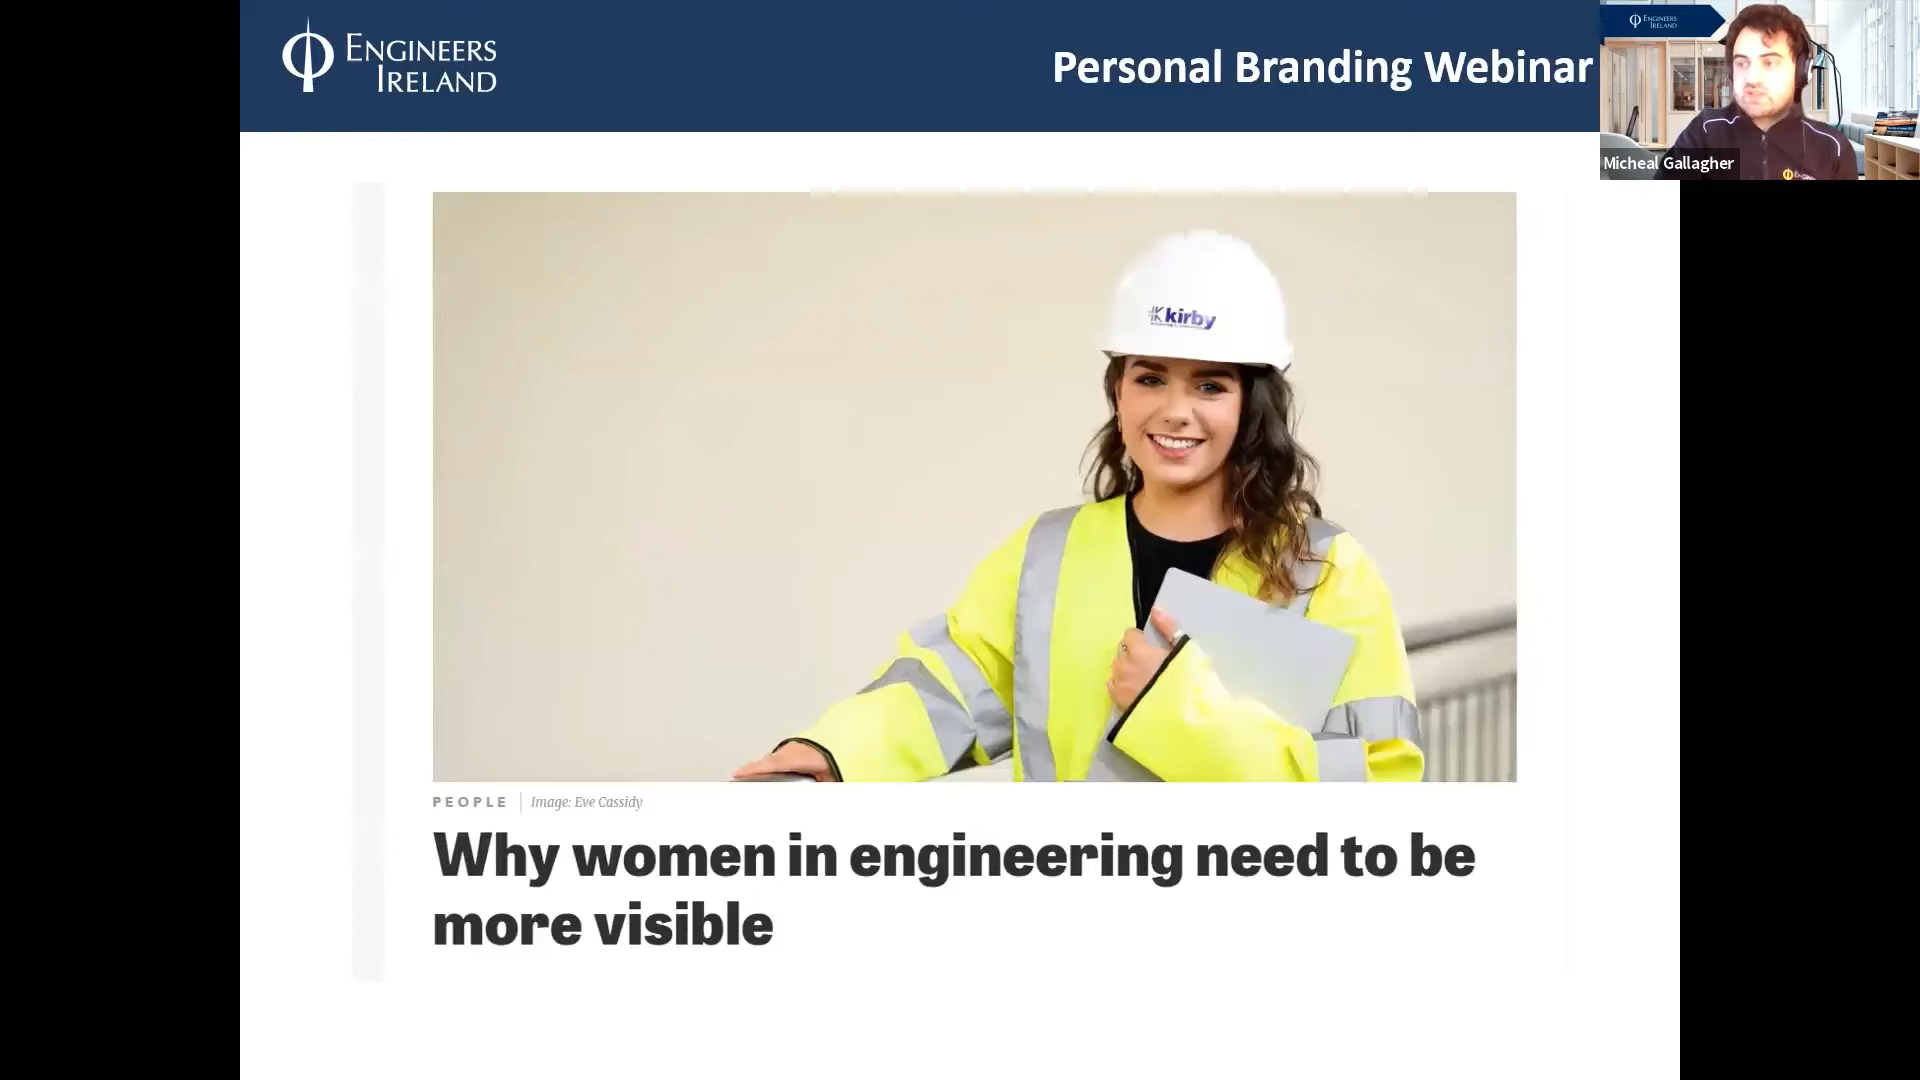 ENGINEERS
IRELAND
Personal Branding Webinar
ENGINEERS
IRELAND
Micheal Gallagher
kirby
PEOPLE | Image: Eve Cassidy
Why women in engineering need to be
more visible